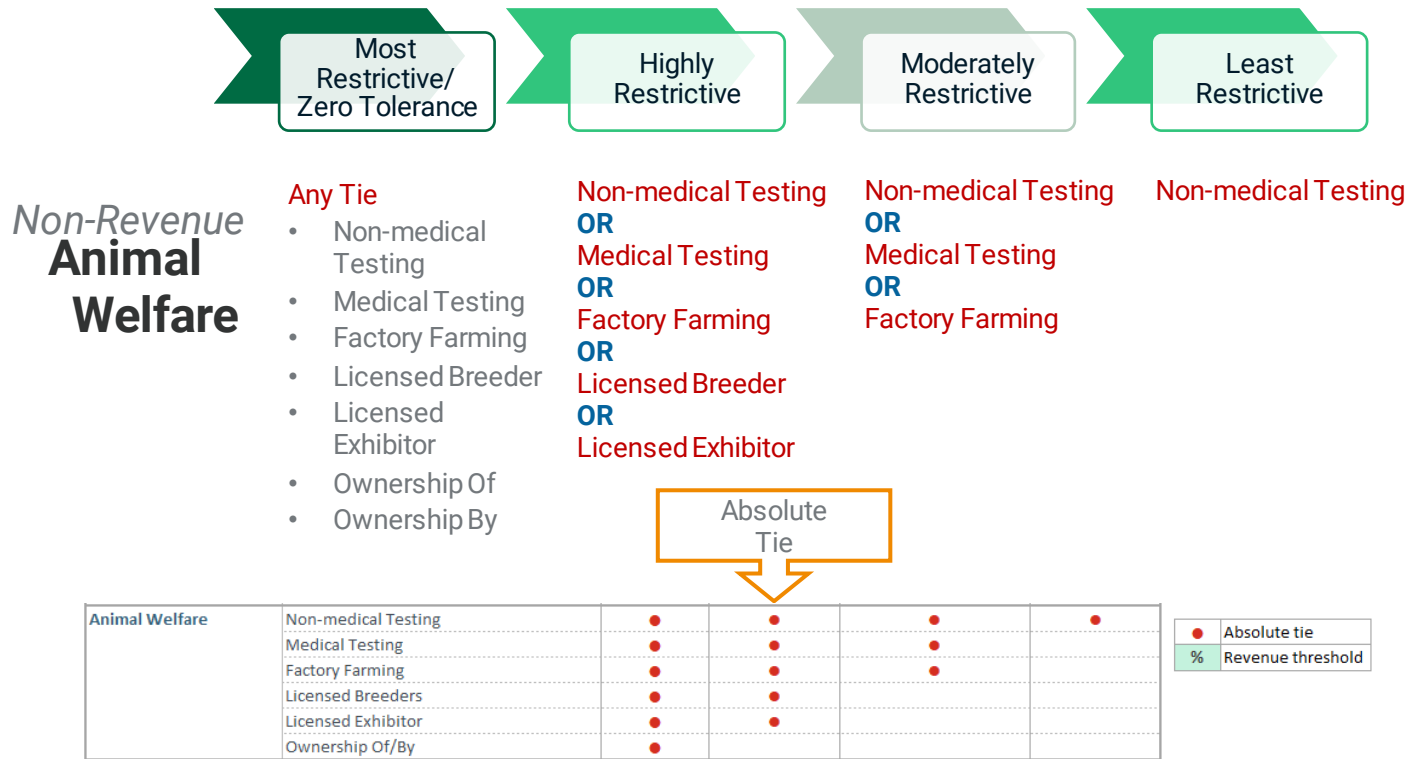 Most
Restrictive/
Zero Tolerance
Highly
Restrictive
Moderately
Restrictive
Least
Restrictive
Non-Revenue
Animal
Welfare
Any Tie
• Non-medical
Testing
• Medical Testing
• Factory Farming
• Licensed Breeder
• Licensed
Exhibitor
• Ownership Of
• Ownership By
Non-medical Testing
OR
Medical Testing
OR
Factory Farming
OR
Licensed Breeder
OR
Licensed Exhibitor
Non-medical Testing
OR
Medical Testing
OR
Factory Farming
Non-medical Testing
Absolute
Tie
Animal Welfare Non-medical Testing ● ● ● ●
Medical Testing ● ● ●
Factory Farming ● ● ●
Licensed Breeders ● ●
Licensed Exhibitor ● ●
Ownership Of/By ●
● Absolute tie
% Revenue threshold